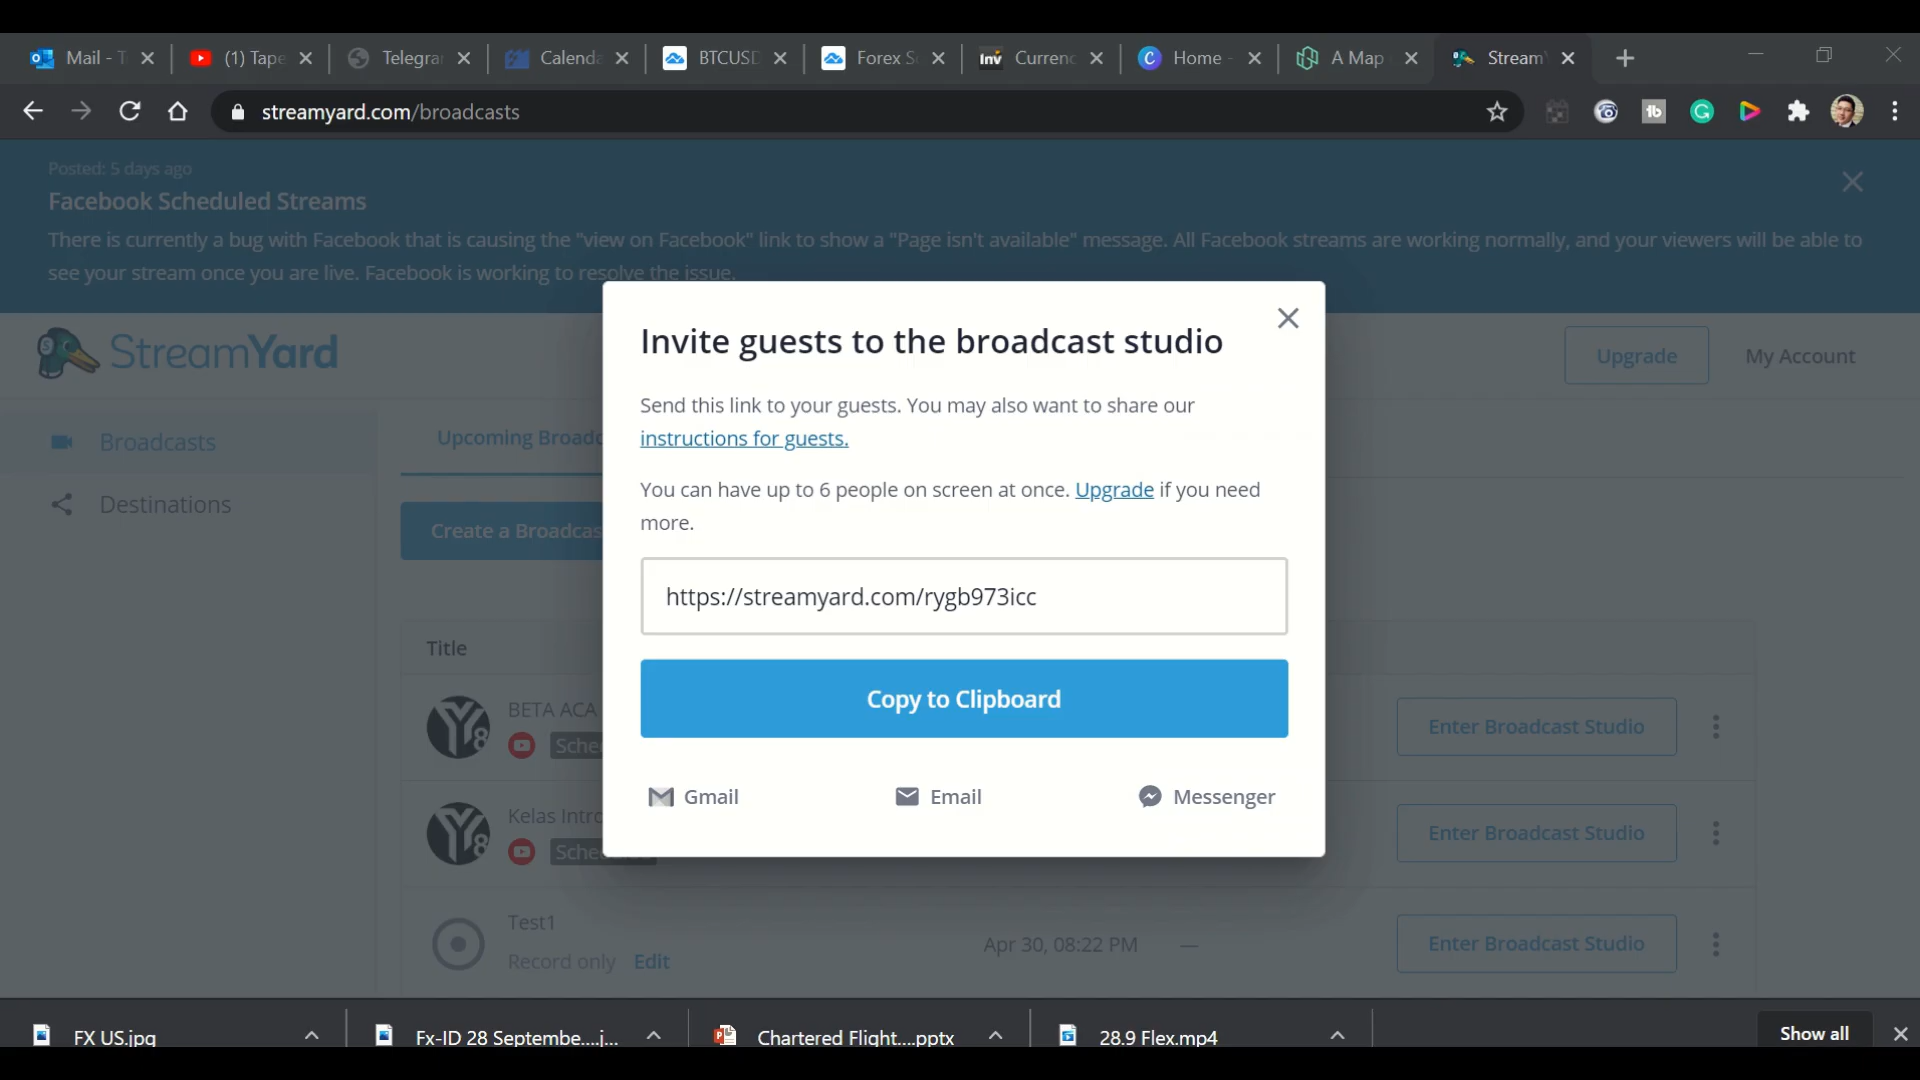 Mail - T
(1) Tape
Telegra
Calenda
BTCUSD
Forex S
Inv
Currenc
Home -
A Map
Stream
streamyard.com/broadcasts
Posted: 5 days ago
Facebook Scheduled Streams
There is currently a bug with Facebook that is causing the "view on Facebook" link to show a "Page isn't available" message. All Facebook streams are working normally, and your viewers will be able to
see your stream once you are live. Facebook is working to resolve the issue.
StreamYard
Upgrade
My Account
Broadcasts
Destinations
Upcoming Broadc
Create a Broadcas
Invite guests to the broadcast studio
Send this link to your guests. You may also want to share our
instructions for guests.
You can have up to 6 people on screen at once. Upgrade if you need
more.
https://streamyard.com/rygb973icc
Copy to Clipboard
Gmail
Email
Messenger
Title
BETA ACA
Sche
Enter Broadcast Studio
Kelas Intro
Enter Broadcast Studio
Test1
Record only Edit
Apr 30, 08:22 PM —
Enter Broadcast Studio
FX US.jpg
Fx-ID 28 Septembe....j...
Chartered Flight....pptx
28.9 Flex.mp4
Show all